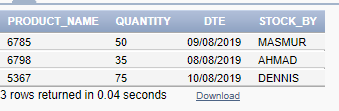 PRODUCT_NAME QUANTITY DTE STOCK_BY
6785 50 09/08/2019 MASMUR
6798 35 08/08/2019 AHMAD
5367 75 10/08/2019 DENNIS
3 rows returned in 0.04 seconds Download